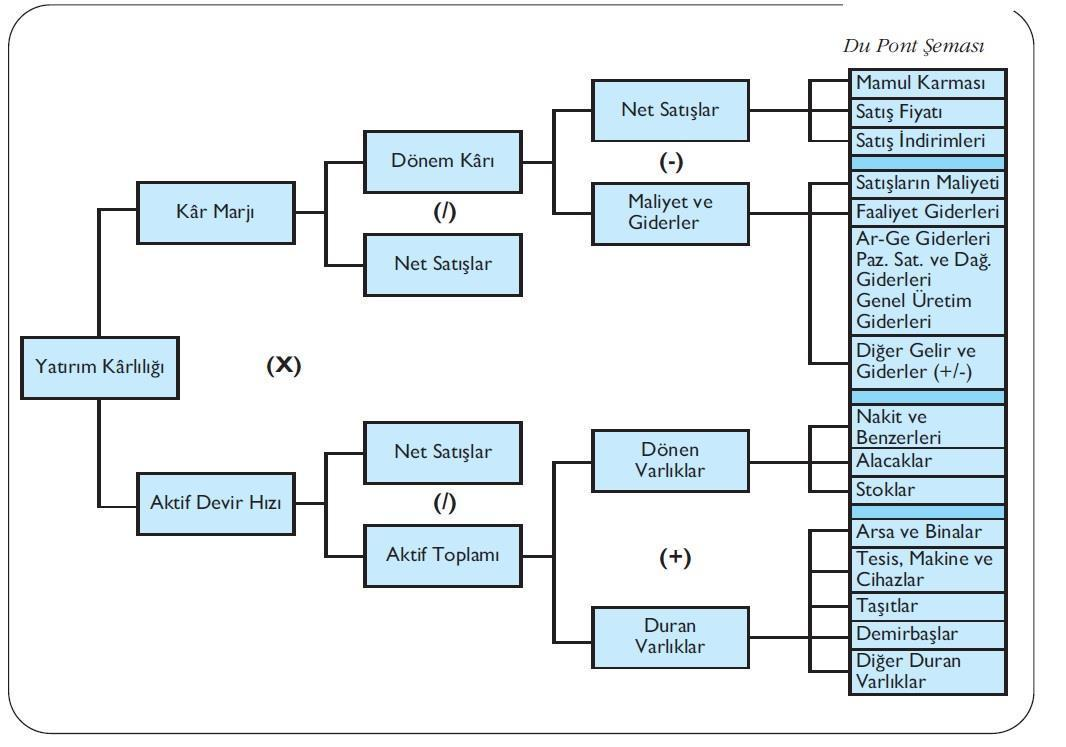 Du Pont Şeması
Yatırım Kârlılığı
(X)
Kâr Marjı
Dönem Kârı
(/)
Net Satışlar
Net Satışlar
(-)
Maliyet ve
Giderler
Mamul Karması
Satış Fiyatı
Satış İndirimleri
Satışların Maliyeti
Faaliyet Giderleri
Ar-Ge Giderleri
Paz. Sat. ve Dağ.
Giderleri
Genel Üretim
Giderleri
Diğer Gelir ve
Giderler (+/-)
Aktif Devir Hızı
Net Satışlar
(/)
Aktif Toplamı
Dönen
Varlıklar
(+)
Duran
Varlıklar
Nakit ve
Benzerleri
Alacaklar
Stoklar
Arsa ve Binalar
Tesis, Makine ve
Cihazlar
Taşıtlar
Demirbaşlar
Diğer Duran
Varlıklar